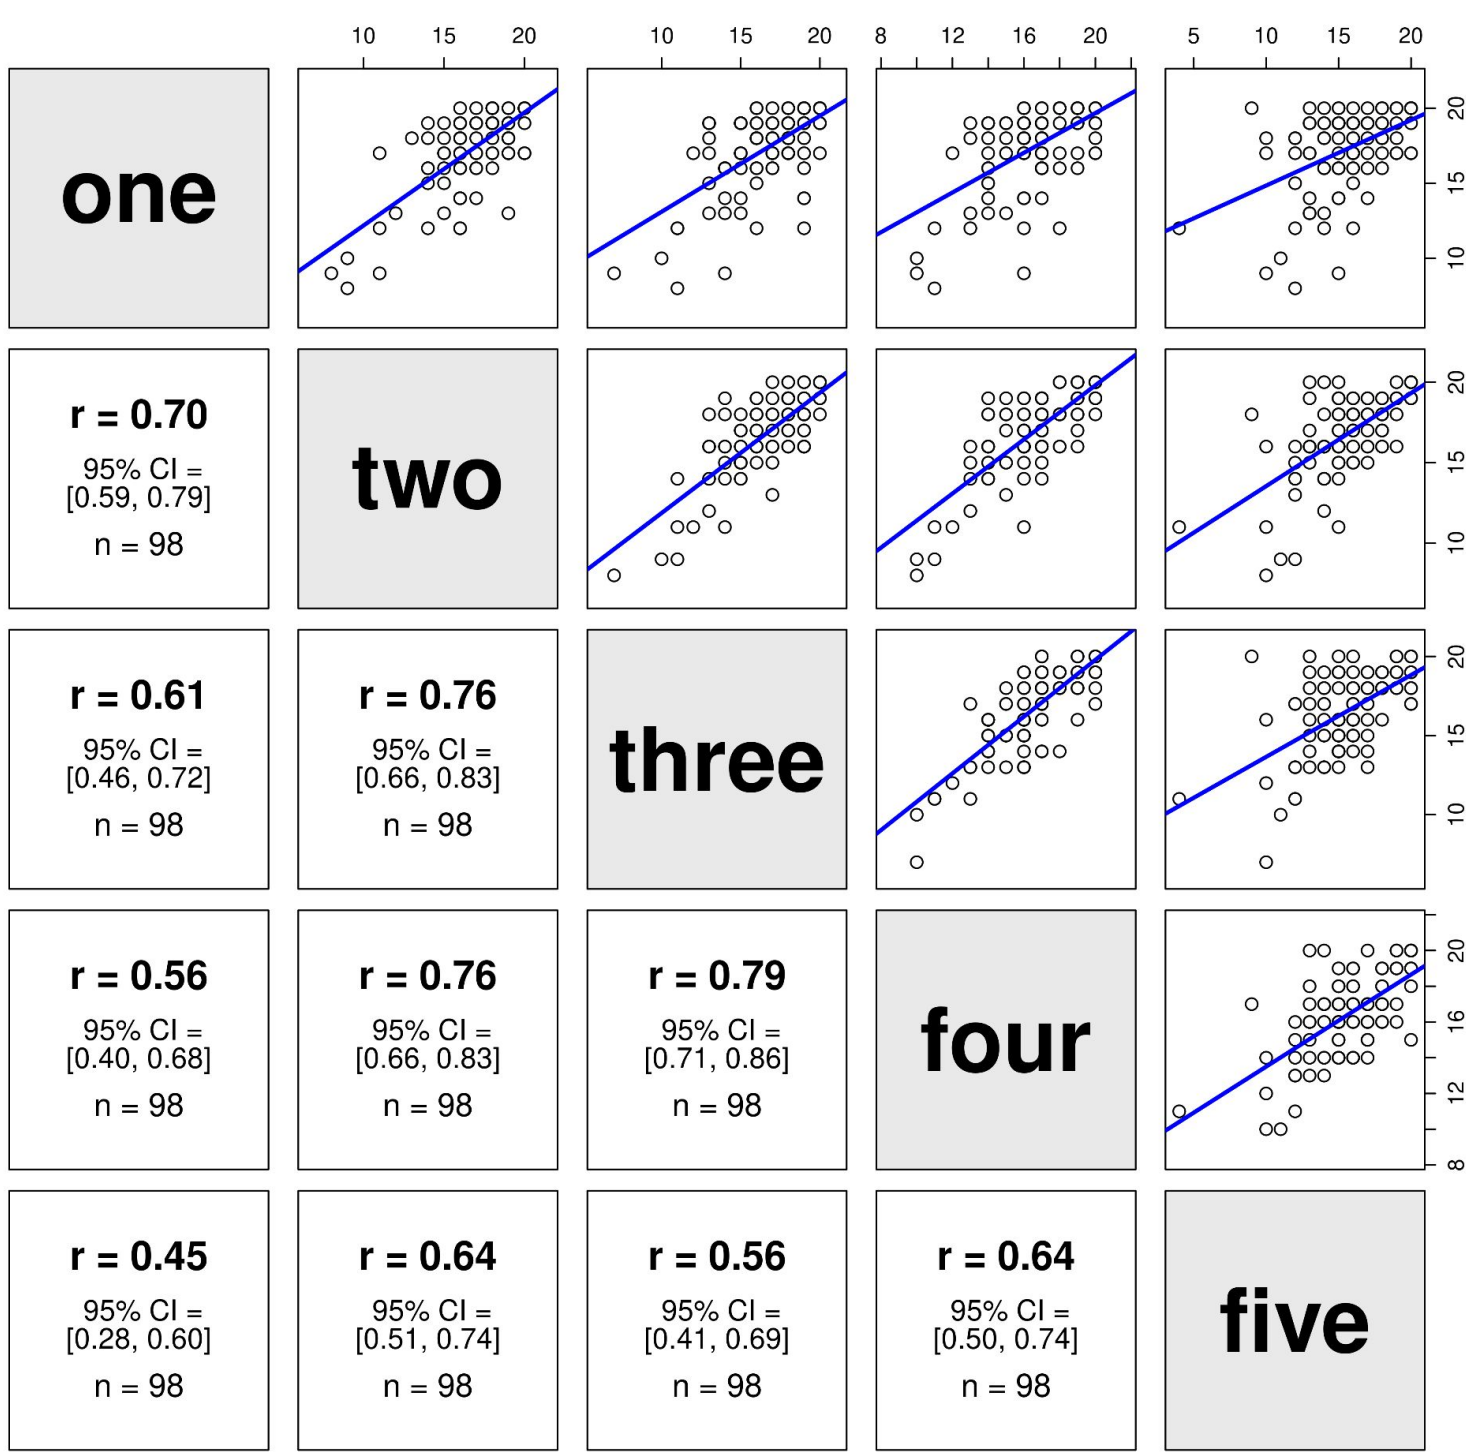 10 15 20 10 15 20 8 12 16 20 5 10 15 20
one
20
15
10
r = 0.70
95% CI =
[0.59, 0.79]
n = 98
two
20
15
10
r = 0.61
95% CI =
[0.46, 0.72]
n = 98
r = 0.76
95% CI =
[0.66, 0.83]
n = 98
three
20
15
10
r = 0.56
95% CI =
[0.40, 0.68]
n = 98
r = 0.76
95% CI =
[0.66, 0.83]
n = 98
r = 0.79
95% CI =
[0.71, 0.86]
n = 98
four
20
16
12
8
r = 0.45
95% CI =
[0.28, 0.60]
n = 98
r = 0.64
95% CI =
[0.51, 0.74]
n = 98
r = 0.56
95% CI =
[0.41, 0.69]
n = 98
r = 0.64
95% CI =
[0.50, 0.74]
n = 98
five